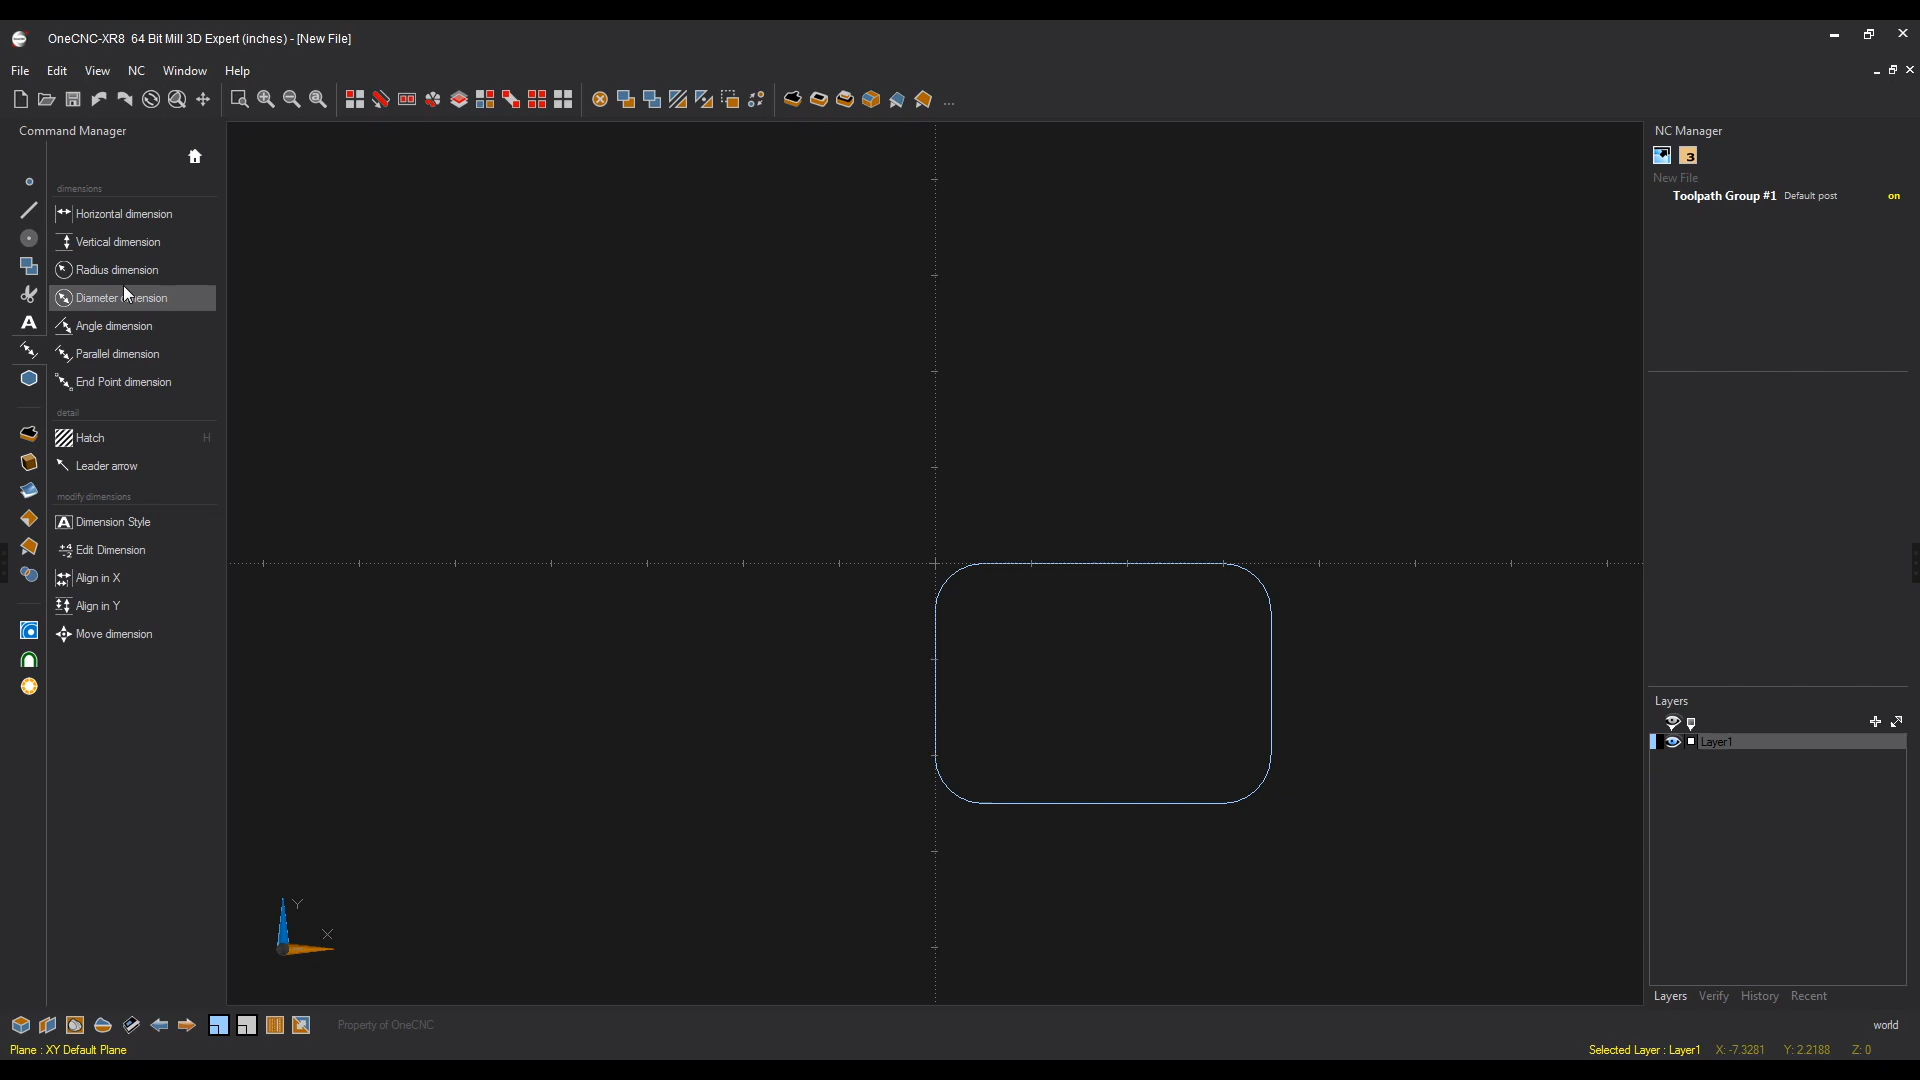 OneCNC-XR8 64 Bit Mill 3D Expert (inches) - [New File]
File Edit View NC Window Help
Command Manager
dimensions
Horizontal dimension
Vertical dimension
Radius dimension
Diameter
Angle dimension
Parallel dimension
End Point dimension
detail
Hatch H
Leader arrow
modify dimensions
Dimension Style
Edit Dimension
Align in X
Align in Y
Move dimension
Y
X
NC Manager
3
New File
Toolpath Group #1 Default post on
Layers
Layer1
Layers Verify History Recent
Property of OneCNC
world
Plane : XY Default Plane
Selected Layer : Layer1 X: -7.3281 Y: 2.2188 Z: 0